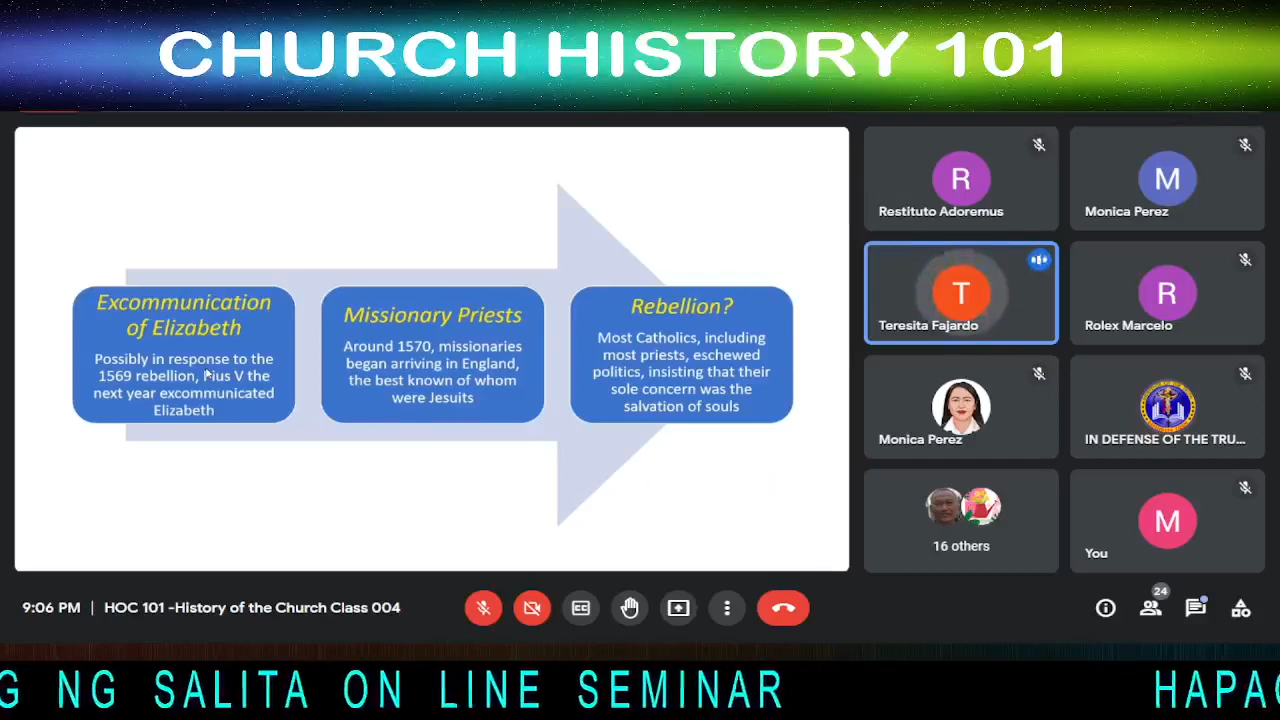 CHURCH HISTORY 101
Excommunication
of Elizabeth
Possibly in response to the
1569 rebellion, Pius V the
next year excommunicated
Elizabeth
Missionary Priests
Around 1570, missionaries
began arriving in England,
the best known of whom
were Jesuits
Rebellion?
Most Catholics, including
most priests, eschewed
politics, insisting that their
sole concern was the
salvation of souls
R
Restituto Adoremus
M
Monica Perez
T
Teresita Fajardo
R
Rolex Marcelo
Monica Perez
IN DEFENSE OF THE TRU...
16 others
M
You
9:06 PM | HOC 101 -History of the Church Class 004
CC
24
G NG SALITA ON LINE SEMINAR HAPAG